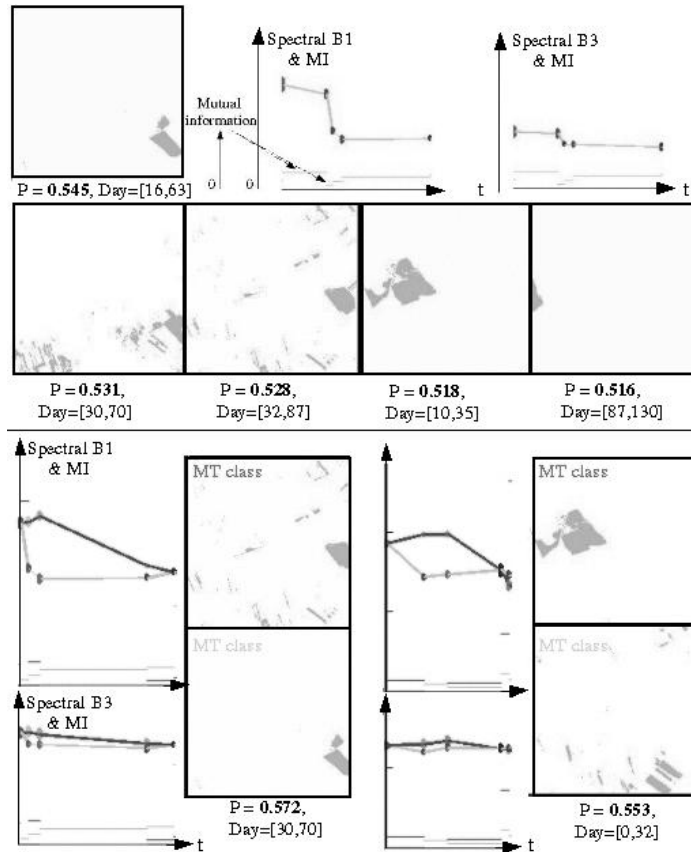 Spectral B1
& MI
Spectral B3
& MI
Mutual
information
0
0
t
t
P = 0.545, Day=[16,63]
P = 0.531,
Day=[30,70]
P = 0.528,
Day=[32,87]
P = 0.518,
Day=[10,35]
P = 0.516,
Day=[87,130]
Spectral B1
& MI
MT class
MT class
MT class
MT class
Spectral B3
& MI
t
P = 0.572,
Day=[30,70]
t
P = 0.553,
Day=[0,32]